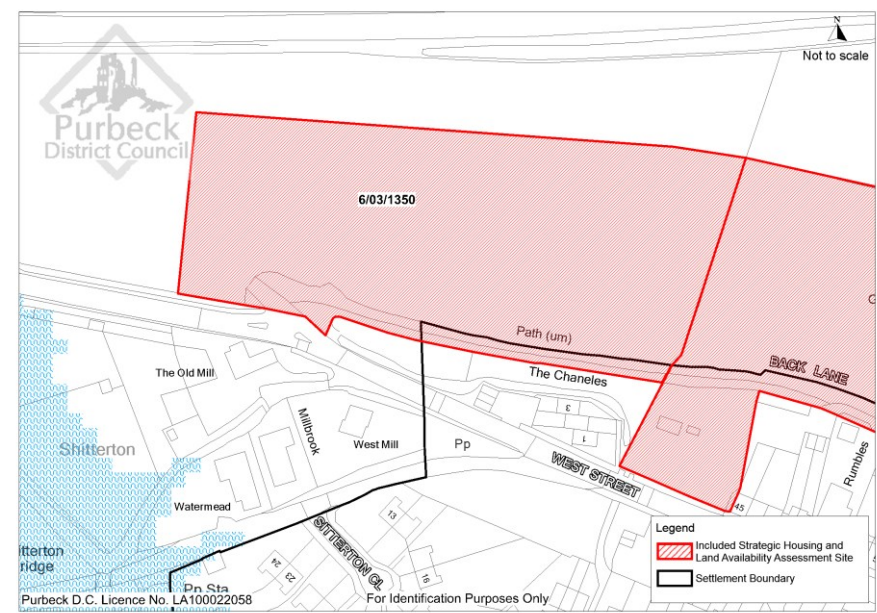 N
Not to scale
Purbeck
District Council
6/03/1350
G
Path (um)
BACK LANE
The Chaneles
The Old Mill
Millbrook
3
1
Shitterton
West Mill
Pp
WEST STREET
Rumbles
Watermead
SITTERTON CL
13
45
itterton
ridge
24
23
16
Pp Sta
Legend
Included Strategic Housing and
Land Availability Assessment Site
Settlement Boundary
Purbeck D.C. Licence No. LA100022058
For Identification Purposes Only